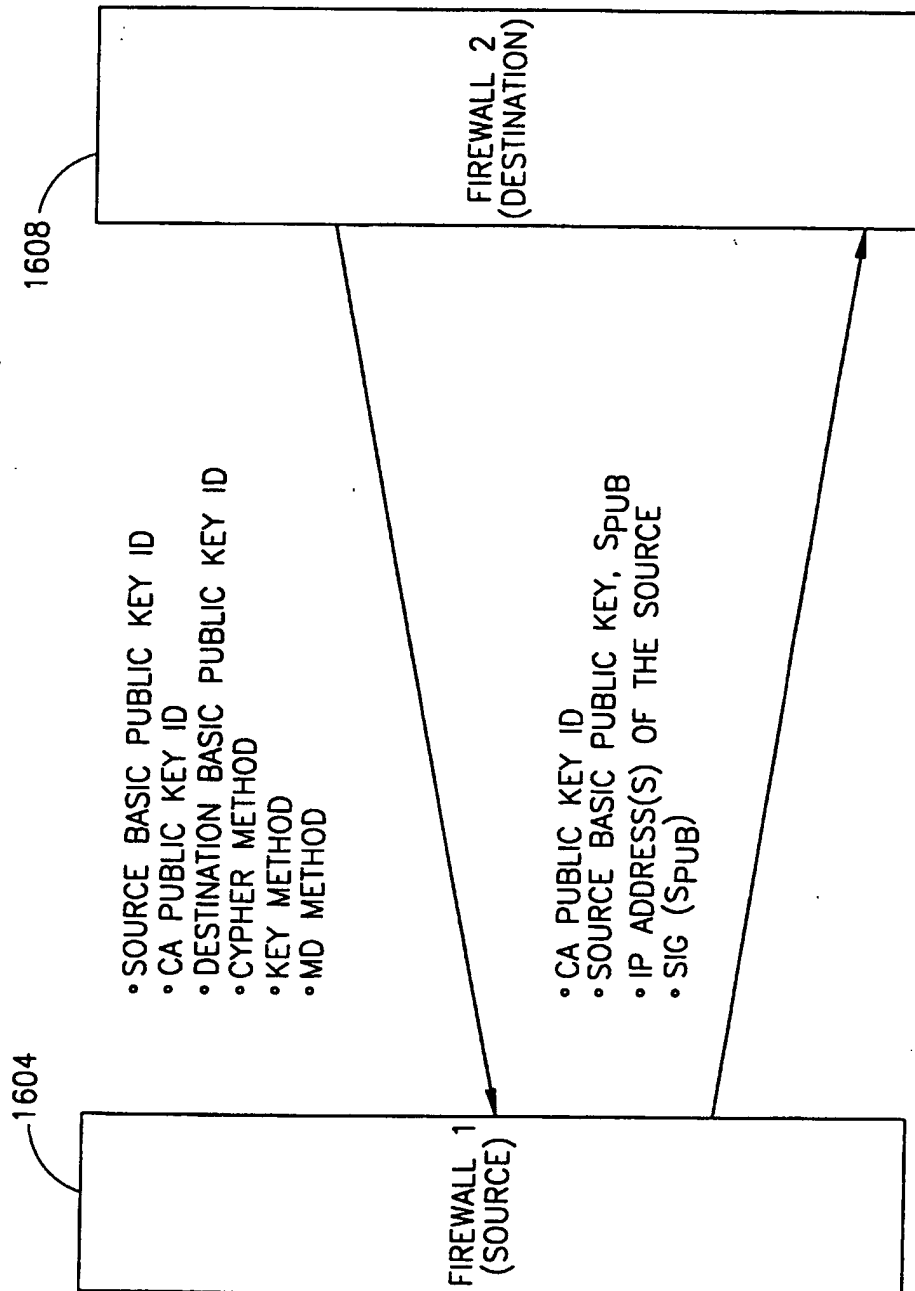 1604
FIREWALL 1
(SOURCE)
• SOURCE BASIC PUBLIC KEY ID
• CA PUBLIC KEY ID
• DESTINATION BASIC PUBLIC KEY ID
• CYPHER METHOD
• KEY METHOD
• MD METHOD
• CA PUBLIC KEY ID
• SOURCE BASIC PUBLIC KEY, SPUB
• IP ADDRESS(S) OF THE SOURCE
• SIG (SPUB)
1608
FIREWALL 2
(DESTINATION)